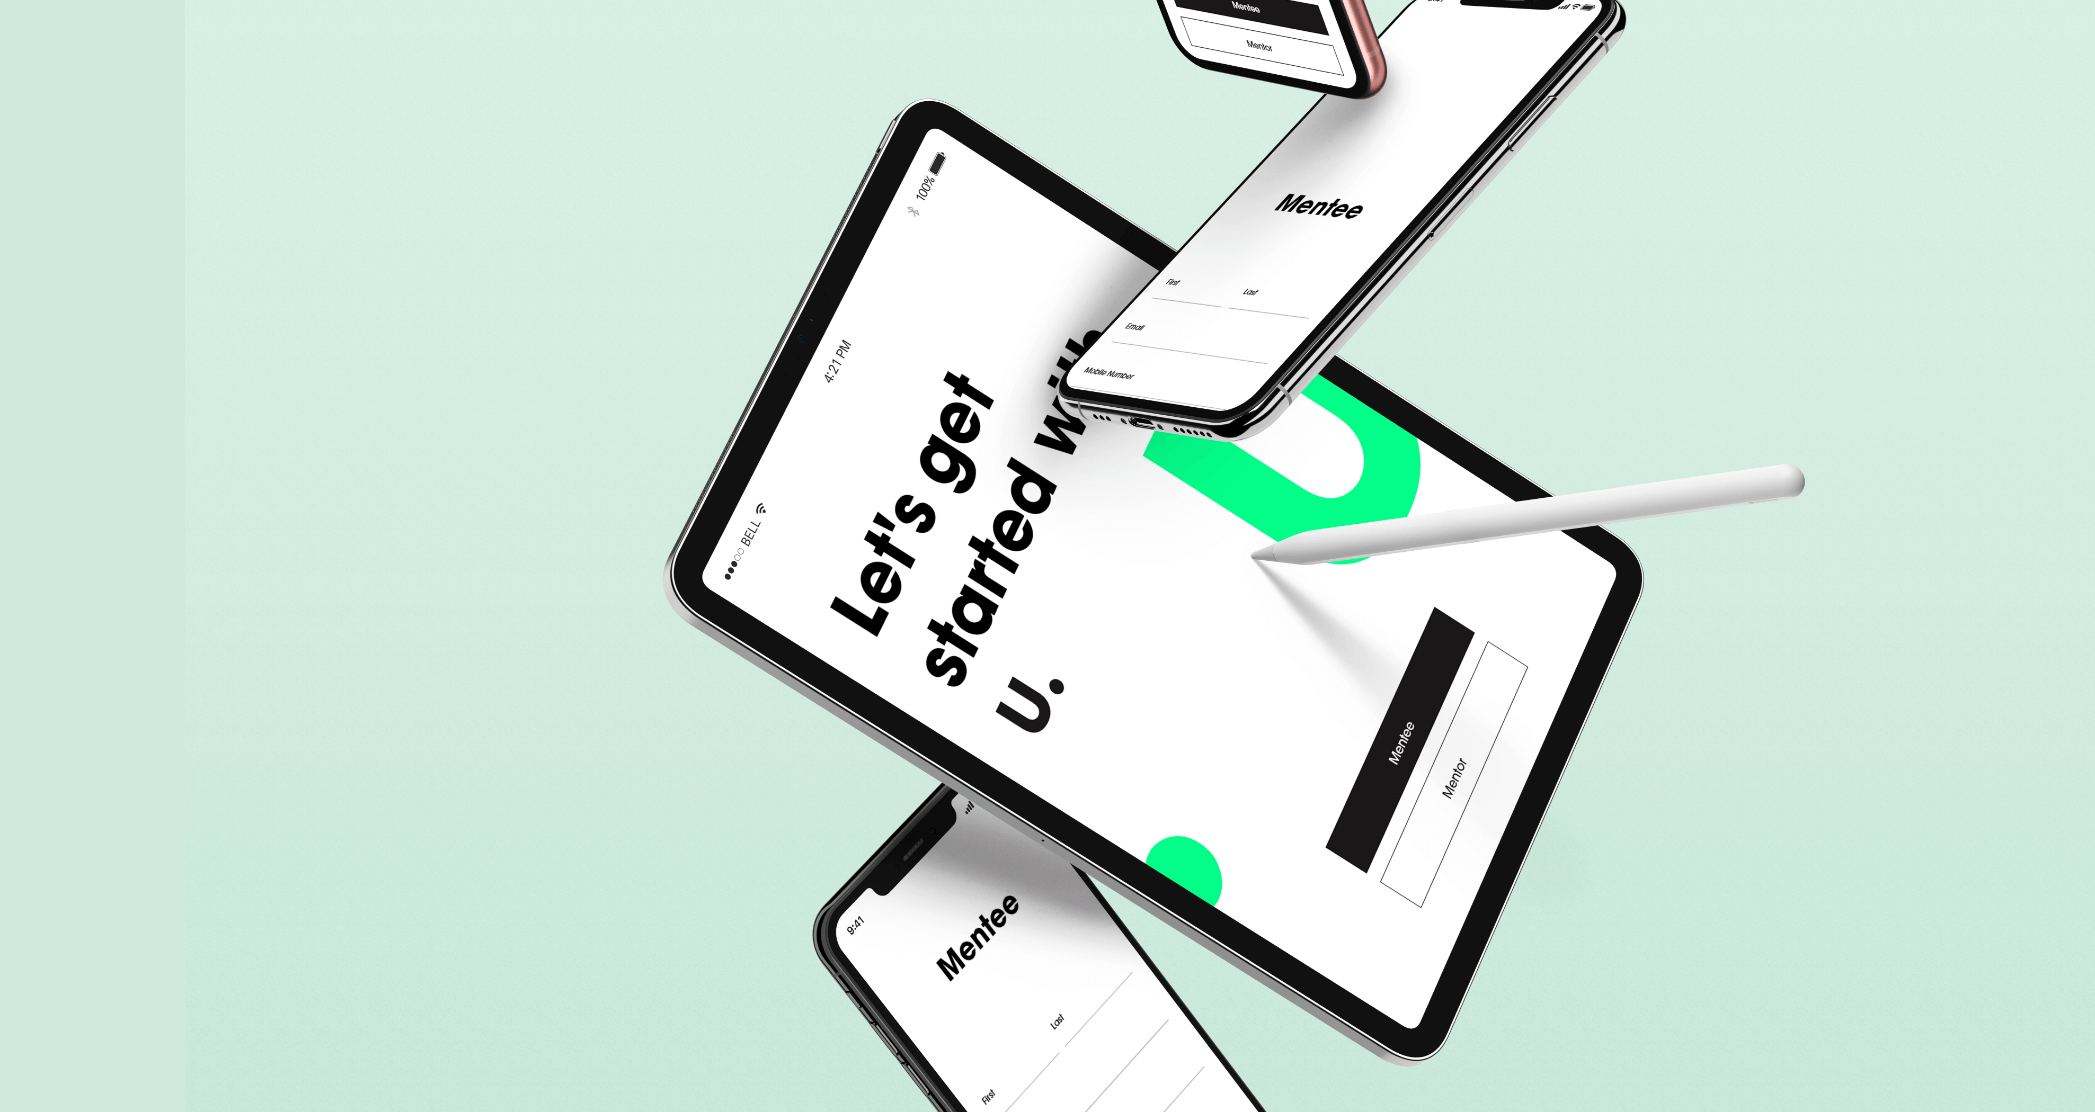 Mentee
Mentor
Mentee
First
Last
Email
Mobile Number
BELL
4:21 PM
100%
Let's get
started with
U.
Mentee
Mentor
9:41
Mentee
First
Last